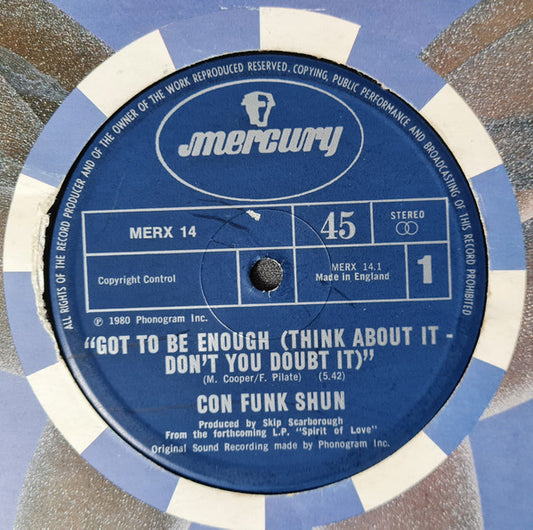 ALL RIGHTS OF THE RECORD PRODUCER AND OF THE OWNER OF THE WORK REPRODUCED RESERVED. COPYING, PUBLIC PERFORMANCE AND BROADCASTING OF THIS RECORD PROHIBITED
mercury
MERX 14
45
STEREO
Copyright Control
MERX 14.1
Made in England
1
℗ 1980 Phonogram Inc.
"GOT TO BE ENOUGH (THINK ABOUT IT -
DON'T YOU DOUBT IT)"
(M. Cooper/F. Pilate) (5.42)
CON FUNK SHUN
Produced by Skip Scarborough
From the forthcoming L.P. "Spirit of Love"
Original Sound Recording made by Phonogram Inc.